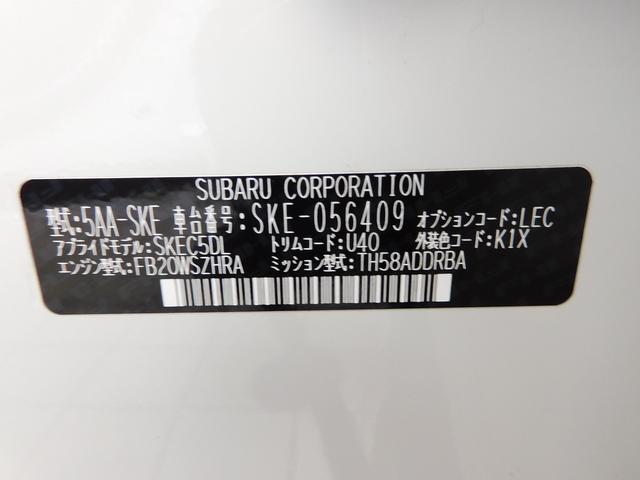 SUBARU CORPORATION
型式:5AA-SKE 車台番号:SKE-056409 オプションコード:LEC
アプライドモデル:SKEC5DL トリムコード:U40 外装色コード:K1X
エンジン型式:FB20WSZHRA ミッション型式:TH58ADDRBA